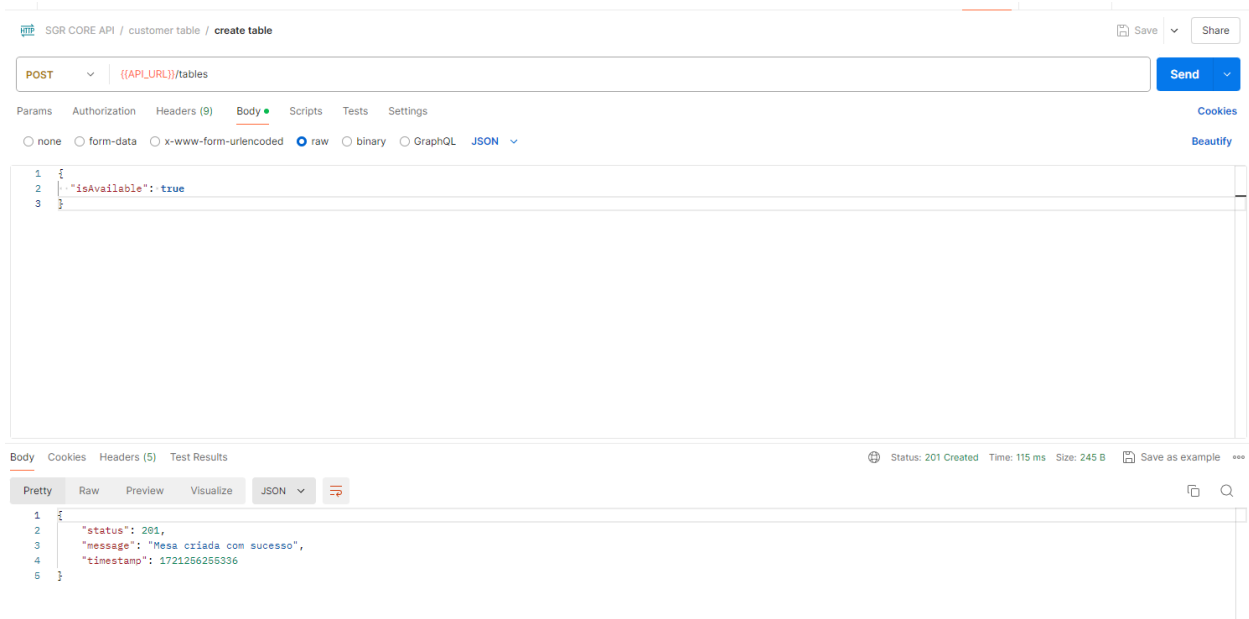 HTTP SGR CORE API / customer table / create table Save Share
POST {{API_URL}}/tables Send
Params Authorization Headers (9) Body Scripts Tests Settings Cookies
none form-data x-www-form-urlencoded raw binary GraphQL JSON Beautify
1 {
2 "isAvailable": true
3 }
Body Cookies Headers (5) Test Results Status: 201 Created Time: 115 ms Size: 245 B Save as example
Pretty Raw Preview Visualize JSON
1 {
2 "status": 201,
3 "message": "Mesa criada com sucesso",
4 "timestamp": 1721256255336
5 }